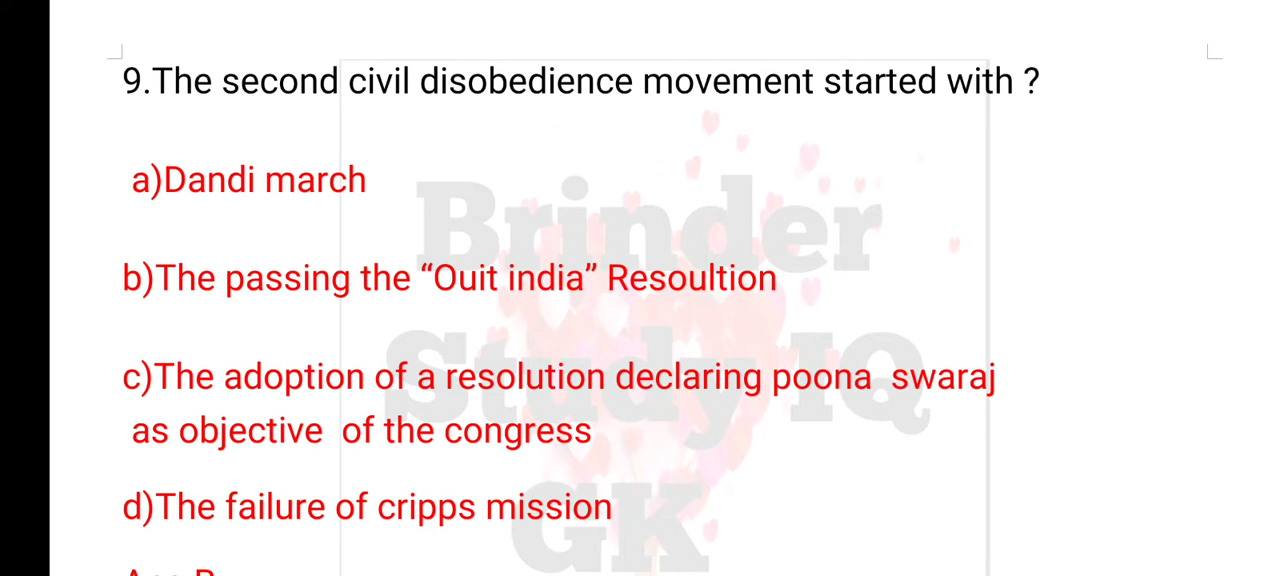 9.The second civil disobedience movement started with ?
a)Dandi march
b)The passing the “Ouit india” Resoultion
c)The adoption of a resolution declaring poona swaraj
as objective of the congress
d)The failure of cripps mission
Brinder
Study IQ
GK